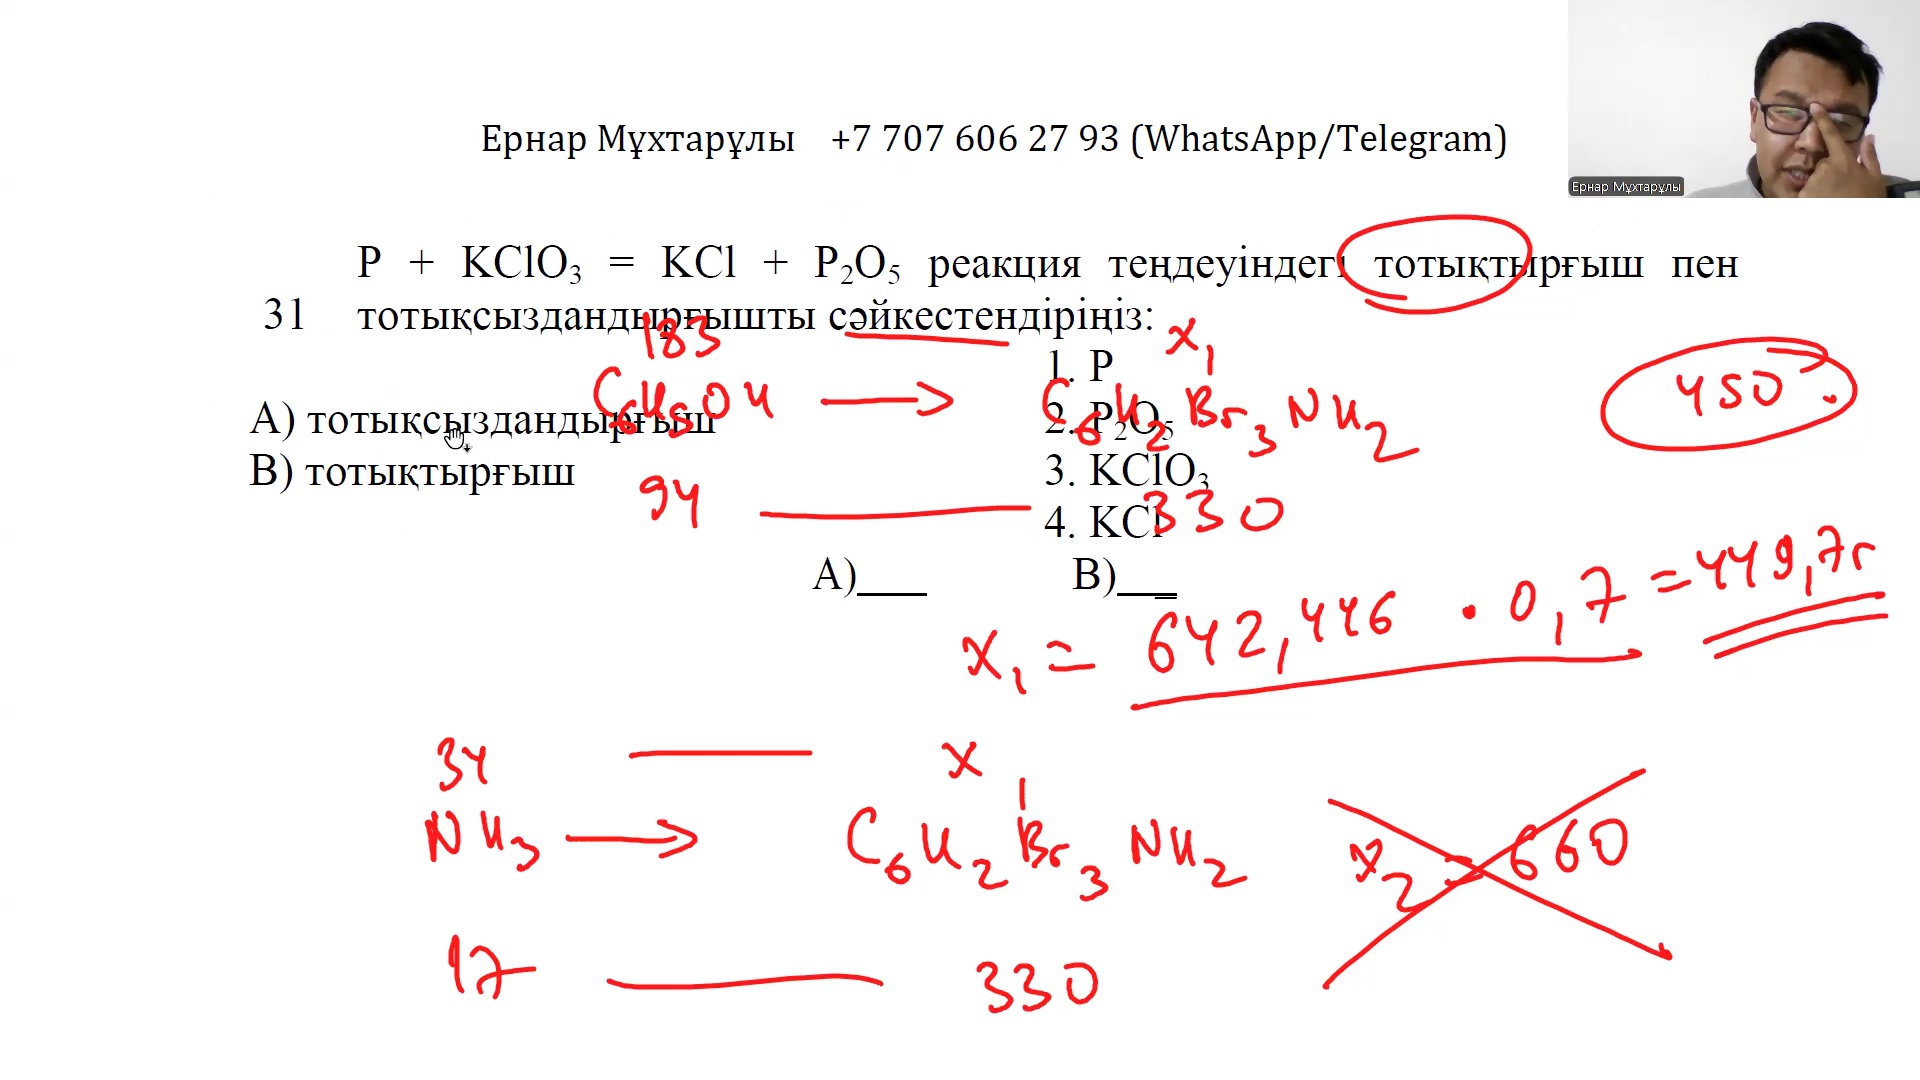 Ернар Мұхтарұлы +7 707 606 27 93 (WhatsApp/Telegram)
Ернар Мұхтарұлы
P + KClO₃ = KCl + P₂O₅ реакция теңдеуіндегі тотықтырғыш пен
31 тотықсыздандырғышты сәйкестендіріңіз:
183 x₁
1. P
C₆H₅OH → C₆H₂Br₃NH₂
450
A) тотықсыздандырғыш 2. P₂O₅
B) тотықтырғыш 3. KClO₃
94 — 330
4. KCl
A)____ B)____
x₁ = 642,446 · 0,7 = 449,7г
34 — x
NH₃ → C₆H₂Br₃NH₂ x₂ = 660
17 — 330